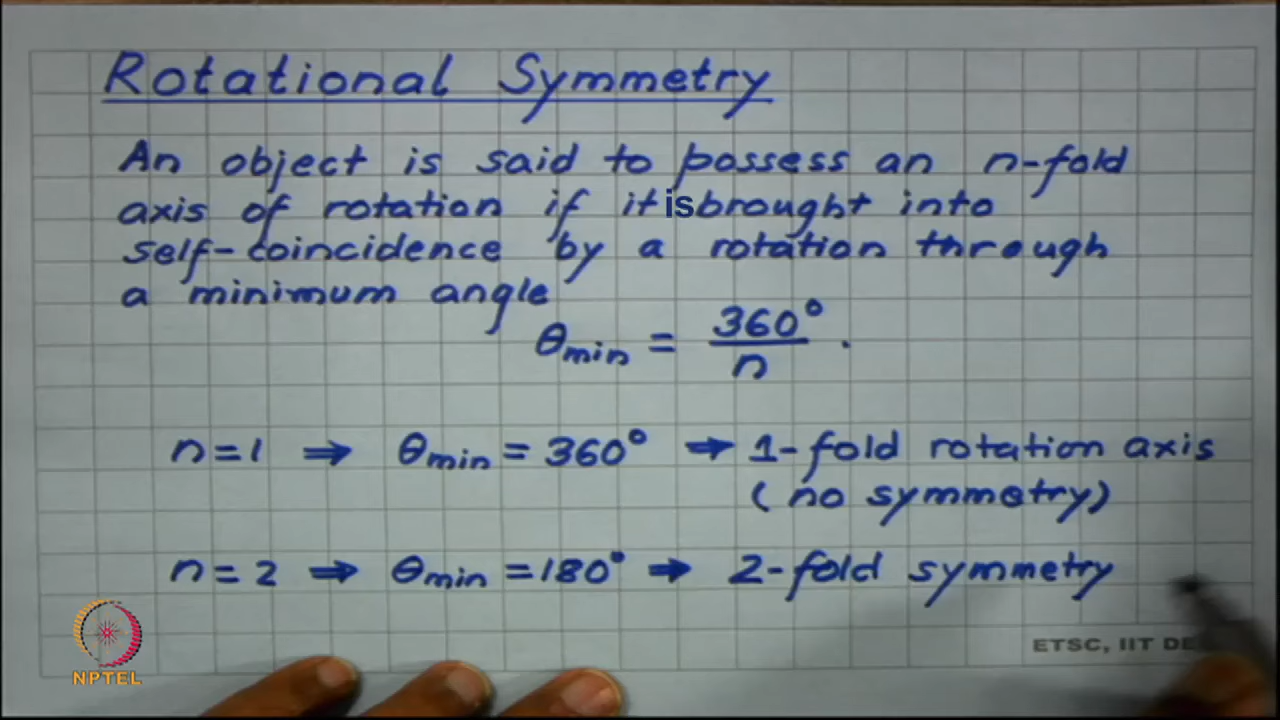 Rotational Symmetry
An object is said to possess an n-fold
axis of rotation if it is brought into
self-coincidence by a rotation through
a minimum angle
θmin = 360°/n .
n=1 ⇒ θmin = 360° ⇒ 1-fold rotation axis
(no symmetry)
n=2 ⇒ θmin = 180° ⇒ 2-fold symmetry
ETSC, IIT DE
NPTEL